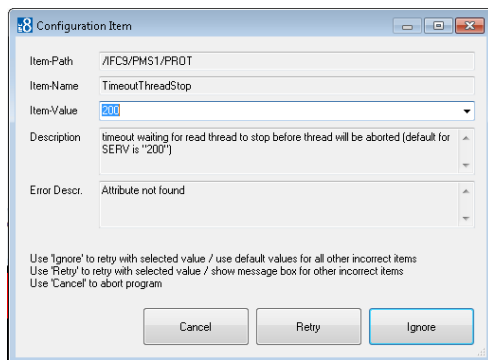 8 Configuration Item
Item-Path /IFC9/PMS1/PROT
Item-Name TimeoutThreadStop
Item-Value 200
Description timeout waiting for read thread to stop before thread will be aborted (default for
SERV is "200")
Error Descr. Attribute not found
Use 'Ignore' to retry with selected value / use default values for all other incorrect items
Use 'Retry' to retry with selected value / show message box for other incorrect items
Use 'Cancel' to abort program
Cancel Retry Ignore